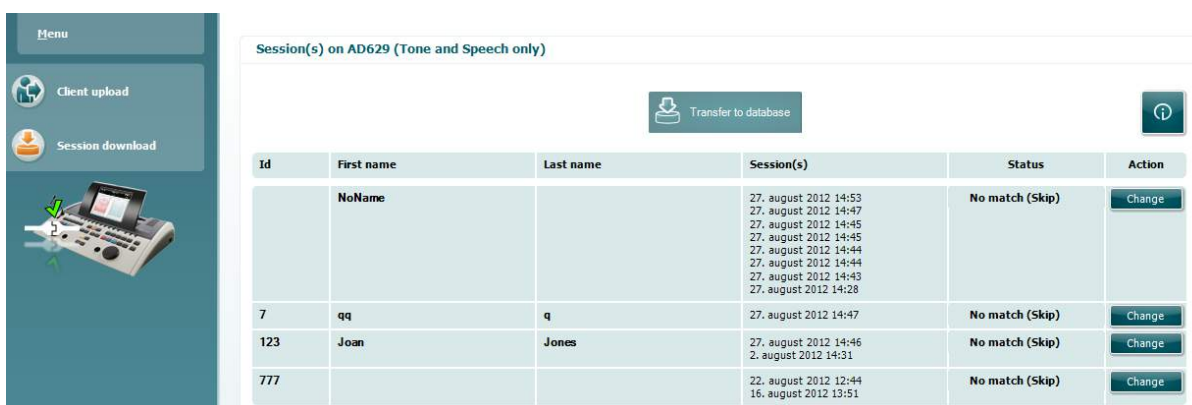 Menu
Session(s) on AD629 (Tone and Speech only)
Client upload
Transfer to database
Session download
Id First name Last name Session(s) Status Action
NoName 27. august 2012 14:53 No match (Skip) Change
27. august 2012 14:47
27. august 2012 14:45
27. august 2012 14:45
27. august 2012 14:44
27. august 2012 14:44
27. august 2012 14:43
27. august 2012 14:28
7 qq q 27. august 2012 14:47 No match (Skip) Change
123 Joan Jones 27. august 2012 14:46 No match (Skip) Change
2. august 2012 14:31
777 22. august 2012 12:44 No match (Skip) Change
16. august 2012 13:51